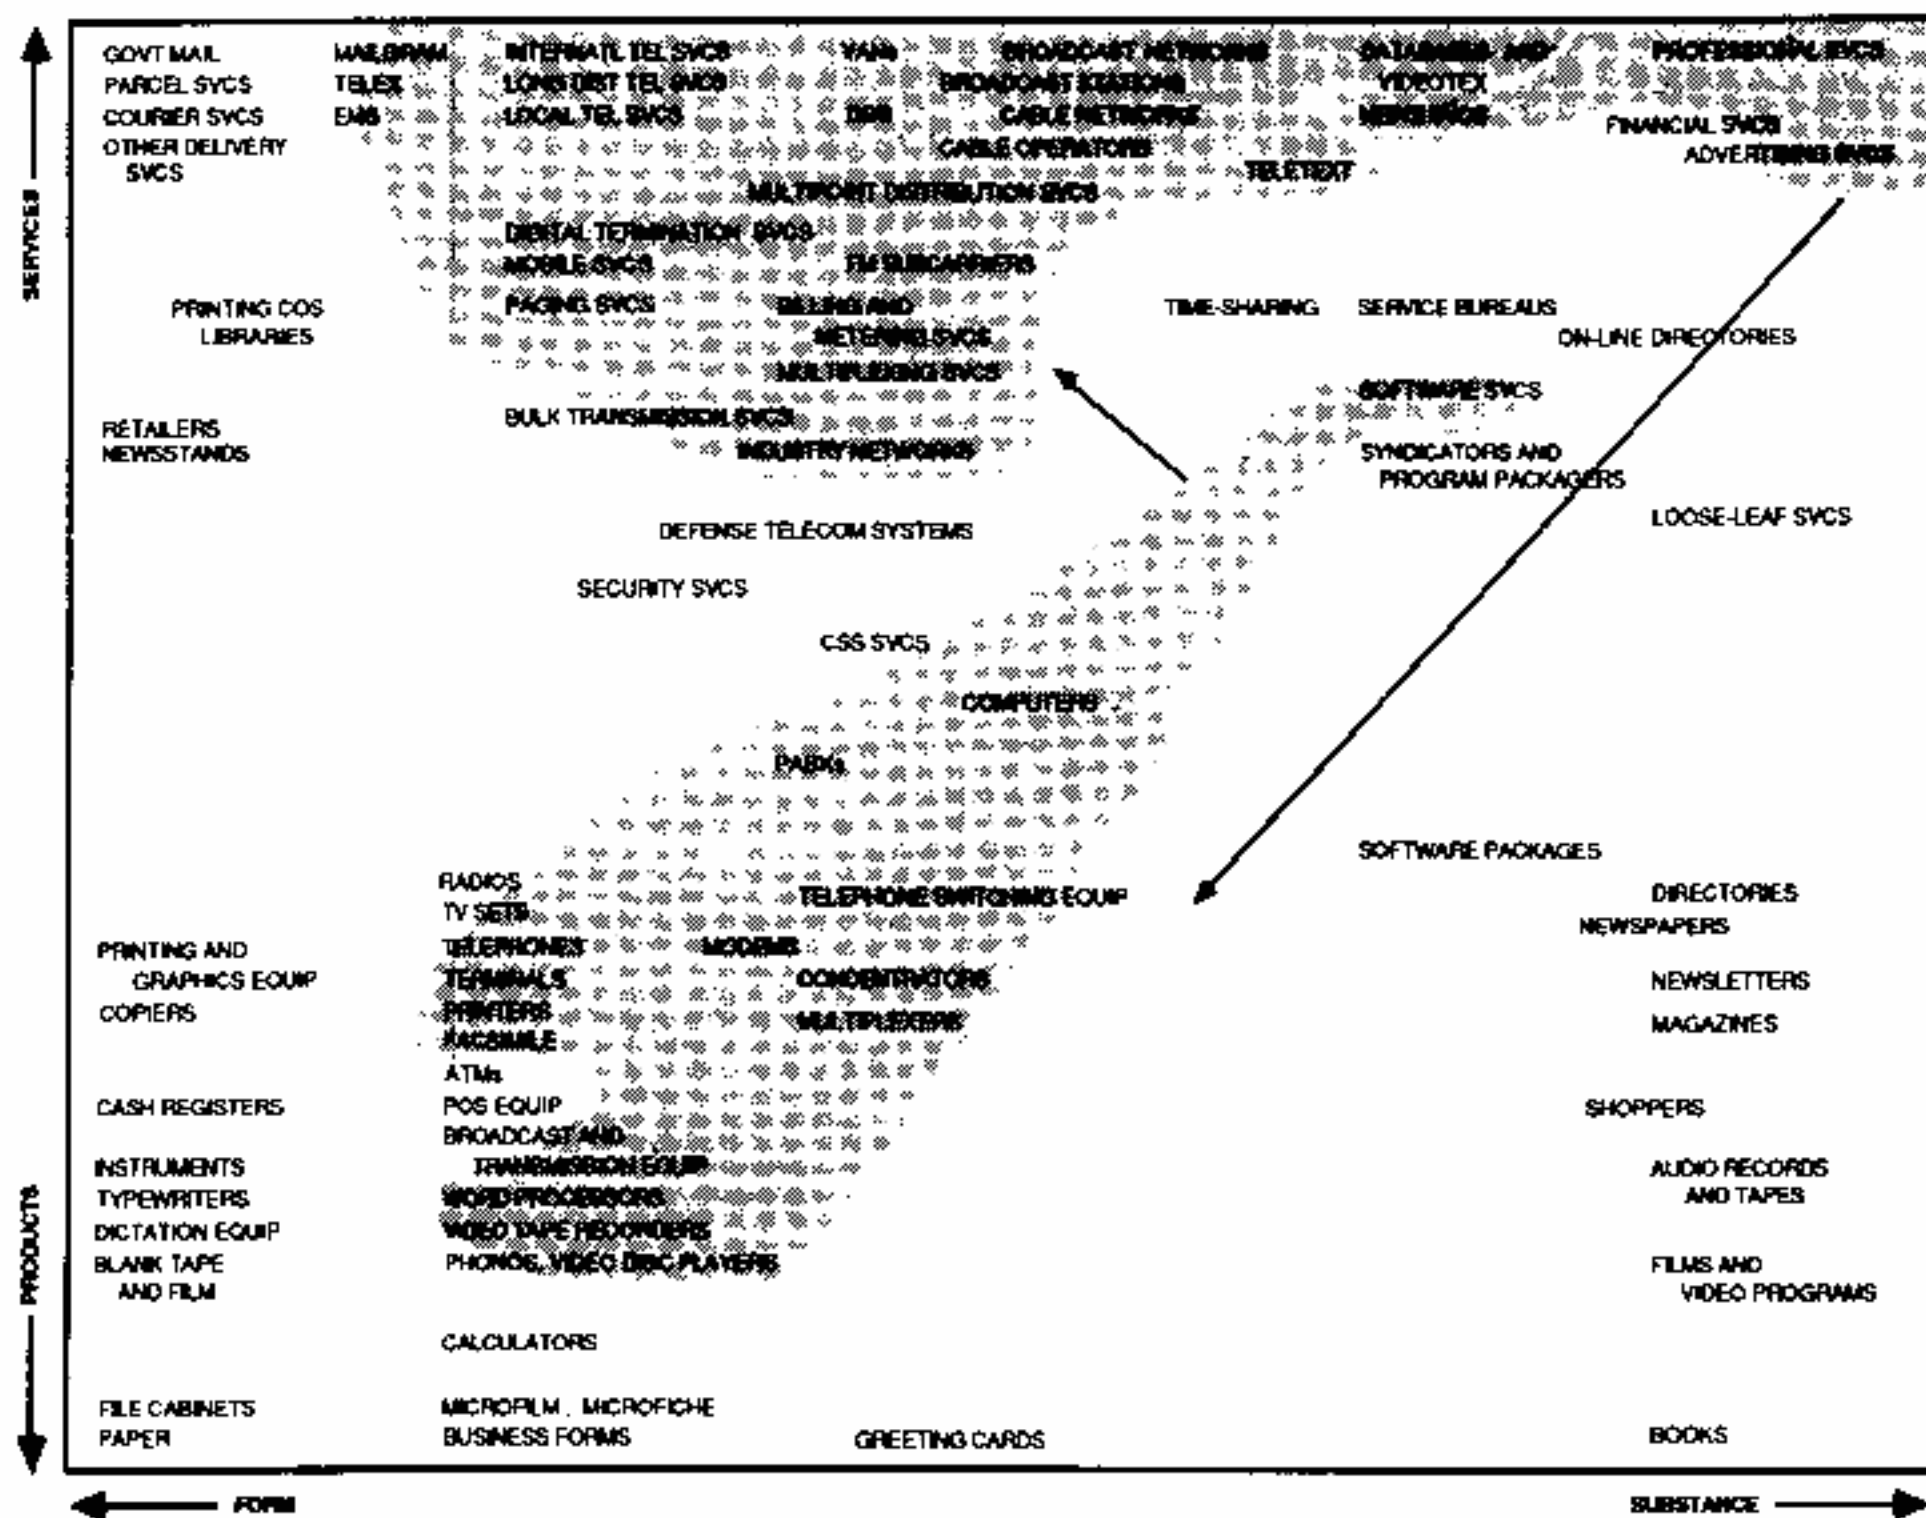 GOVT MAIL MAILGRAM INTERNATL TEL SVCS VANs BROADCAST NETWORKS DATABASES AND PROFESSIONAL SVCS
PARCEL SVCS TELEX LONG DIST TEL SVCS BROADCAST STATIONS VIDEOTEX
COURIER SVCS EMS LOCAL TEL SVCS DBS CABLE NETWORKS NEWS SVCS FINANCIAL SVCS
OTHER DELIVERY CABLE OPERATORS ADVERTISING SVCS
SVCS TELETEXT
MULTIPOINT DISTRIBUTION SVCS
SERVICES
DIGITAL TERMINATION SVCS
MOBILE SVCS FM SUBCARRIERS
PRINTING COS PAGING SVCS BILLING AND TIME-SHARING SERVICE BUREAUS
LIBRARIES METERING SVCS ON-LINE DIRECTORIES
MULTIPLEXING SVCS
SOFTWARE SVCS
RETAILERS BULK TRANSMISSION SVCS
NEWSSTANDS INDUSTRY NETWORKS SYNDICATORS AND
PROGRAM PACKAGERS
DEFENSE TELECOM SYSTEMS LOOSE-LEAF SVCS
SECURITY SVCS
CSS SVCS
COMPUTERS
PABXs
SOFTWARE PACKAGES
RADIOS TELEPHONE SWITCHING EQUIP DIRECTORIES
TV SETS NEWSPAPERS
PRINTING AND TELEPHONES MODEMS
GRAPHICS EQUIP TERMINALS CONCENTRATORS NEWSLETTERS
COPIERS PRINTERS MULTIPLEXERS MAGAZINES
FACSIMILE
ATMs
CASH REGISTERS POS EQUIP SHOPPERS
BROADCAST AND
INSTRUMENTS TRANSMISSION EQUIP AUDIO RECORDS
TYPEWRITERS WORD PROCESSORS AND TAPES
PRODUCTS
DICTATION EQUIP VIDEO TAPE RECORDERS
BLANK TAPE PHONOS, VIDEO DISC PLAYERS FILMS AND
AND FILM VIDEO PROGRAMS
CALCULATORS
FILE CABINETS MICROFILM, MICROFICHE
PAPER BUSINESS FORMS GREETING CARDS BOOKS
FORM SUBSTANCE